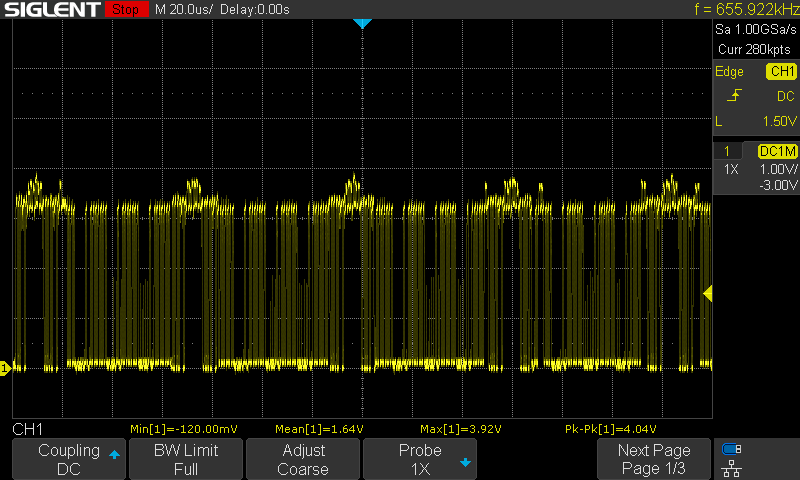 SIGLENT Stop M 20.0us/ Delay:0.00s f = 655.922kHz
Sa 1.00GSa/s
Curr 280kpts
Edge CH1
DC
L 1.50V
1 DC1M
1X 1.00V/
-3.00V
1
CH1 Min[1]=-120.00mV Mean[1]=1.64V Max[1]=3.92V Pk-Pk[1]=4.04V
Coupling BW Limit Adjust Probe Next Page
DC Full Coarse 1X Page 1/3